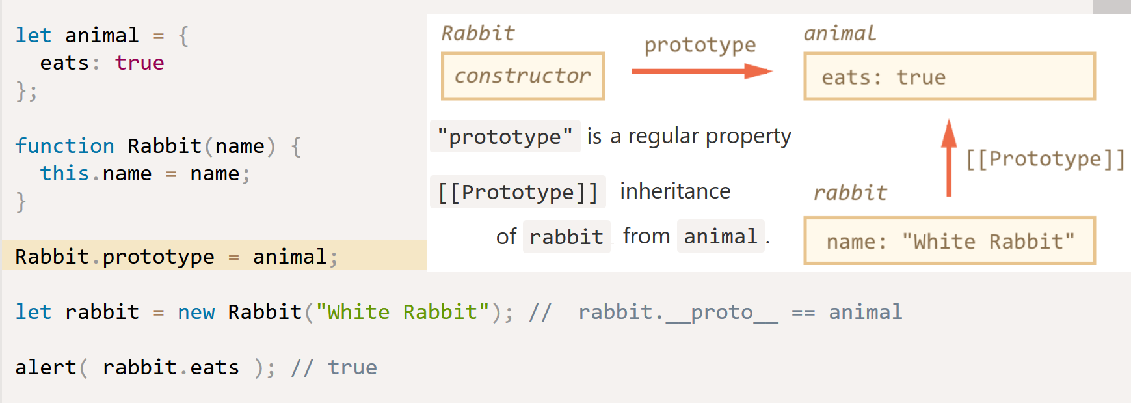 let animal = {
  eats: true
};
function Rabbit(name) {
  this.name = name;
}
Rabbit.prototype = animal;
let rabbit = new Rabbit("White Rabbit"); //  rabbit.__proto__ == animal
alert( rabbit.eats ); // true
Rabbit
constructor
prototype
animal
eats: true
"prototype" is a regular property
[[Prototype]] inheritance
of rabbit from animal.
[[Prototype]]
rabbit
name: "White Rabbit"